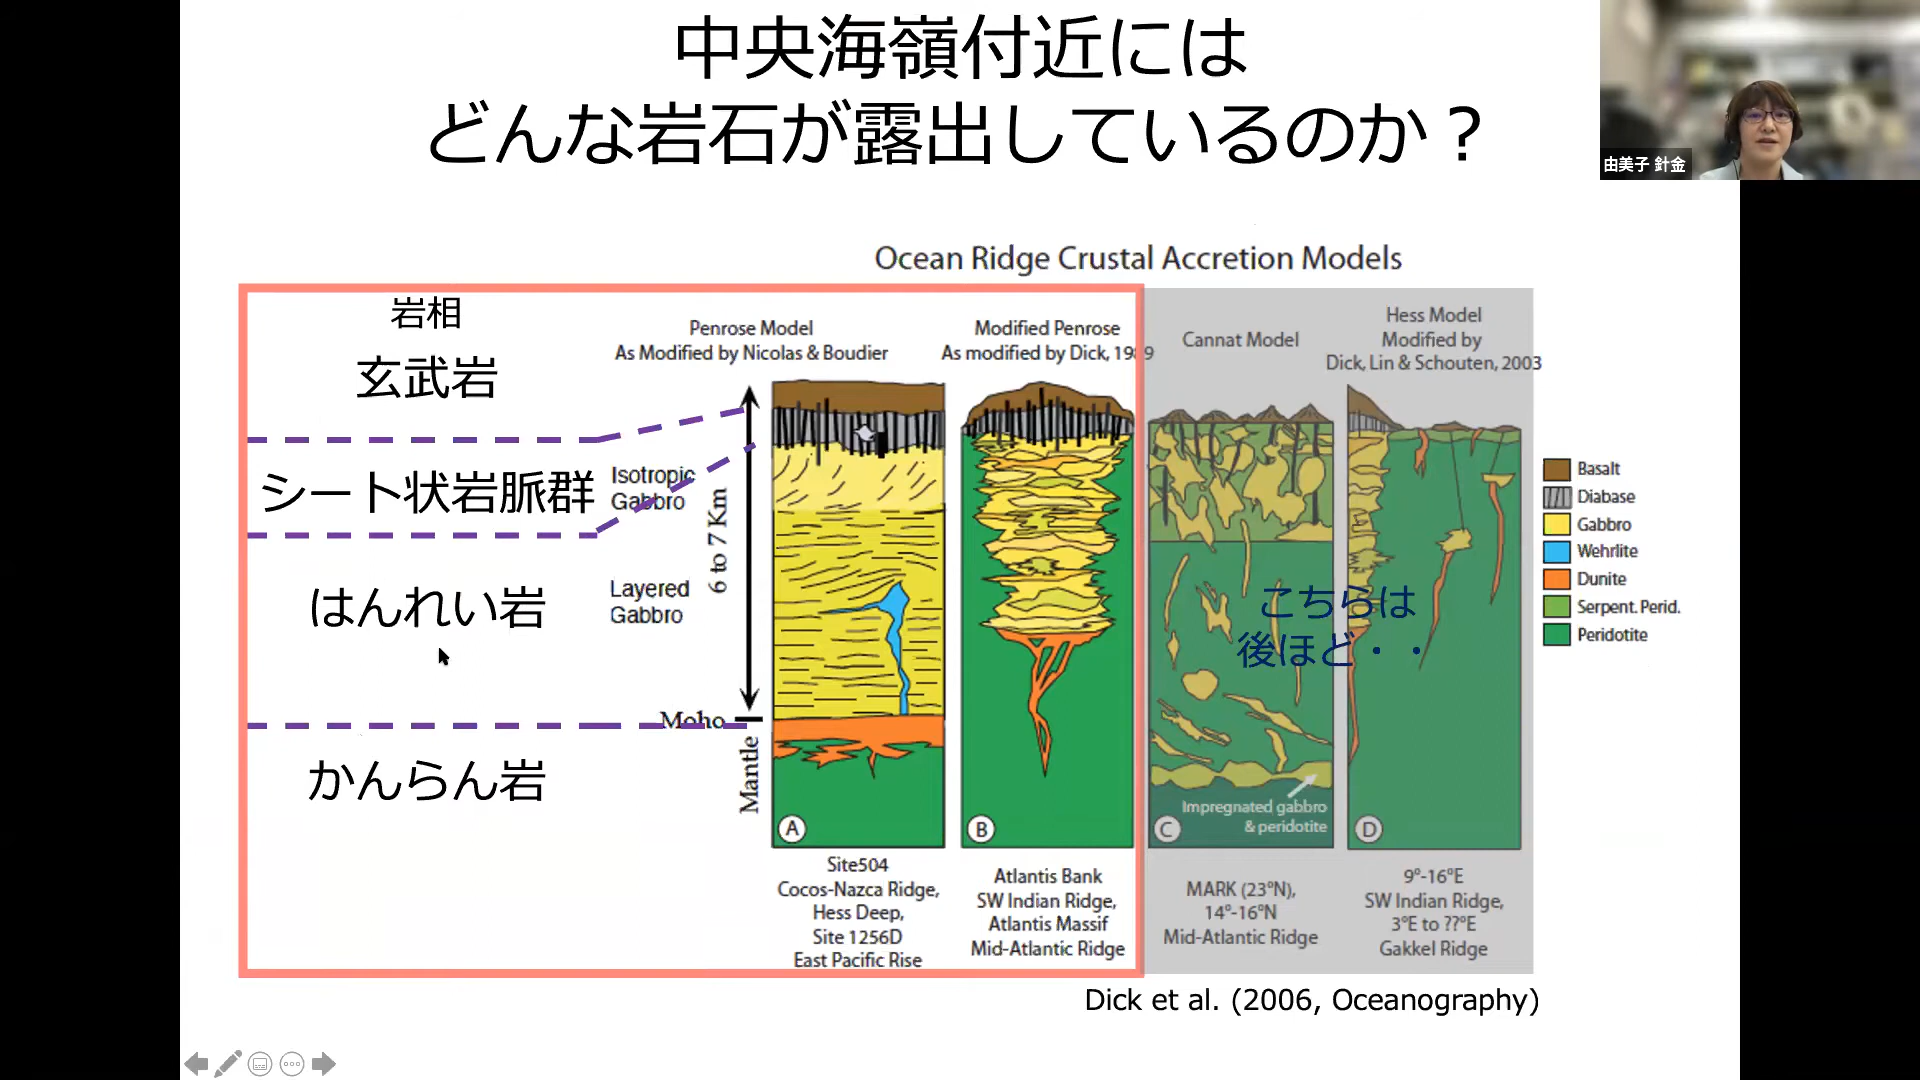 中央海嶺付近には
どんな岩石が露出しているのか？
由美子 針金
Ocean Ridge Crustal Accretion Models
岩相
玄武岩
シート状岩脈群
はんれい岩
かんらん岩
Penrose Model
As Modified by Nicolas & Boudier
Modified Penrose
As modified by Dick, 1989
Cannat Model
Hess Model
Modified by
Dick, Lin & Schouten, 2003
Isotropic
Gabbro
Layered
Gabbro
6 to 7 Km
Moho
Mantle
A
B
C
D
こちらは
後ほど・・
Impregnated gabbro
& peridotite
Basalt
Diabase
Gabbro
Wehrlite
Dunite
Serpent. Perid.
Peridotite
Site504
Cocos-Nazca Ridge,
Hess Deep,
Site 1256D
East Pacific Rise
Atlantis Bank
SW Indian Ridge,
Atlantis Massif
Mid-Atlantic Ridge
MARK (23°N),
14°-16°N
Mid-Atlantic Ridge
9°-16°E
SW Indian Ridge,
3°E to ??°E
Gakkel Ridge
Dick et al. (2006, Oceanography)